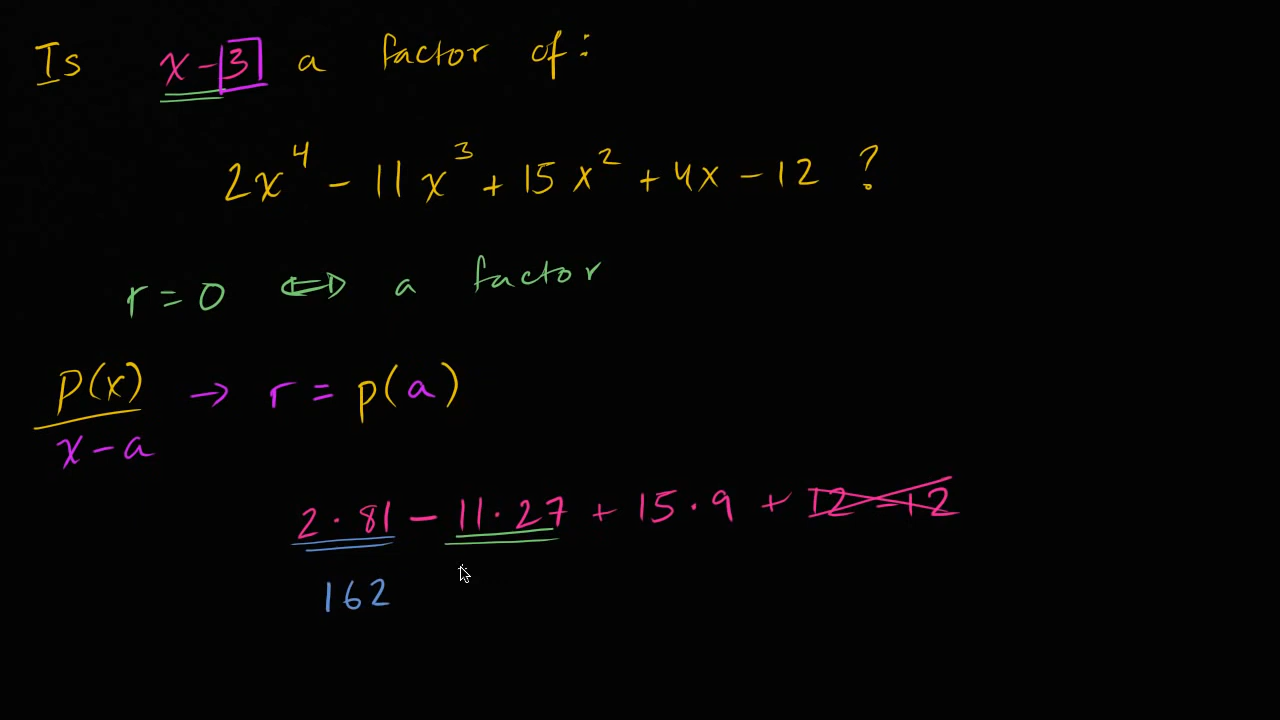 Is x - 3 a factor of:
2x⁴ - 11x³ + 15x² + 4x - 12 ?
r = 0 ⟺ a factor
p(x)
x - a
→ r = p(a)
2 · 81 - 11 · 27 + 15 · 9 + 12 - 12
162